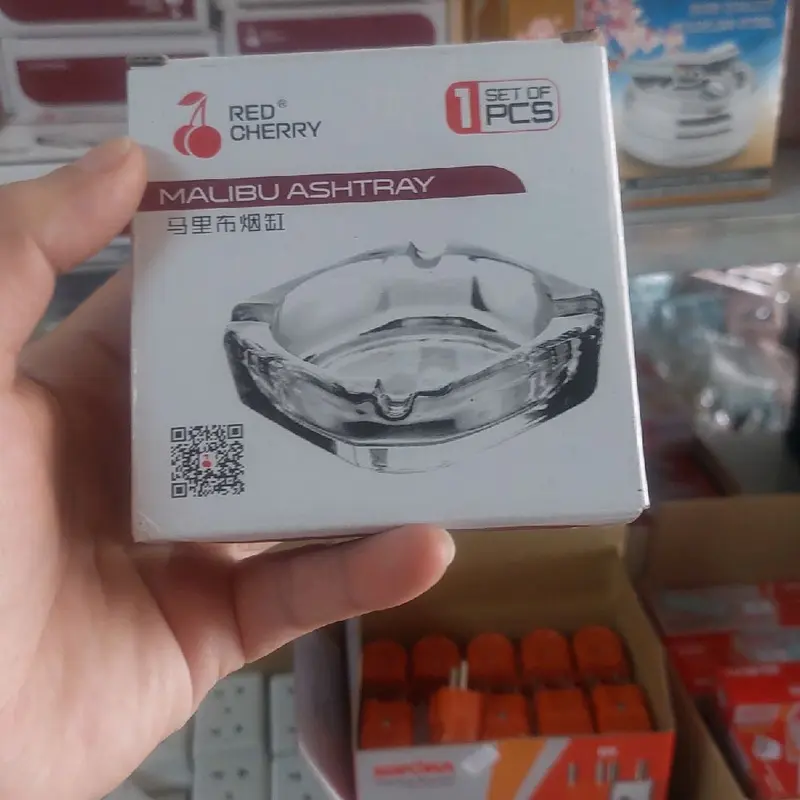 RED®
CHERRY
1 SET OF
PCS
MALIBU ASHTRAY
马里布烟缸